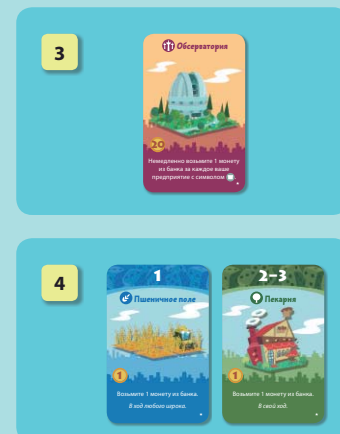 3
Обсерватория
20
Немедленно возьмите 1 монету
из банка за каждое ваше
предприятие с символом
4
1
Пшеничное поле
1
Возьмите 1 монету из банка.
В ход любого игрока.
2–3
Пекарня
1
Возьмите 1 монету из банка.
В свой ход.